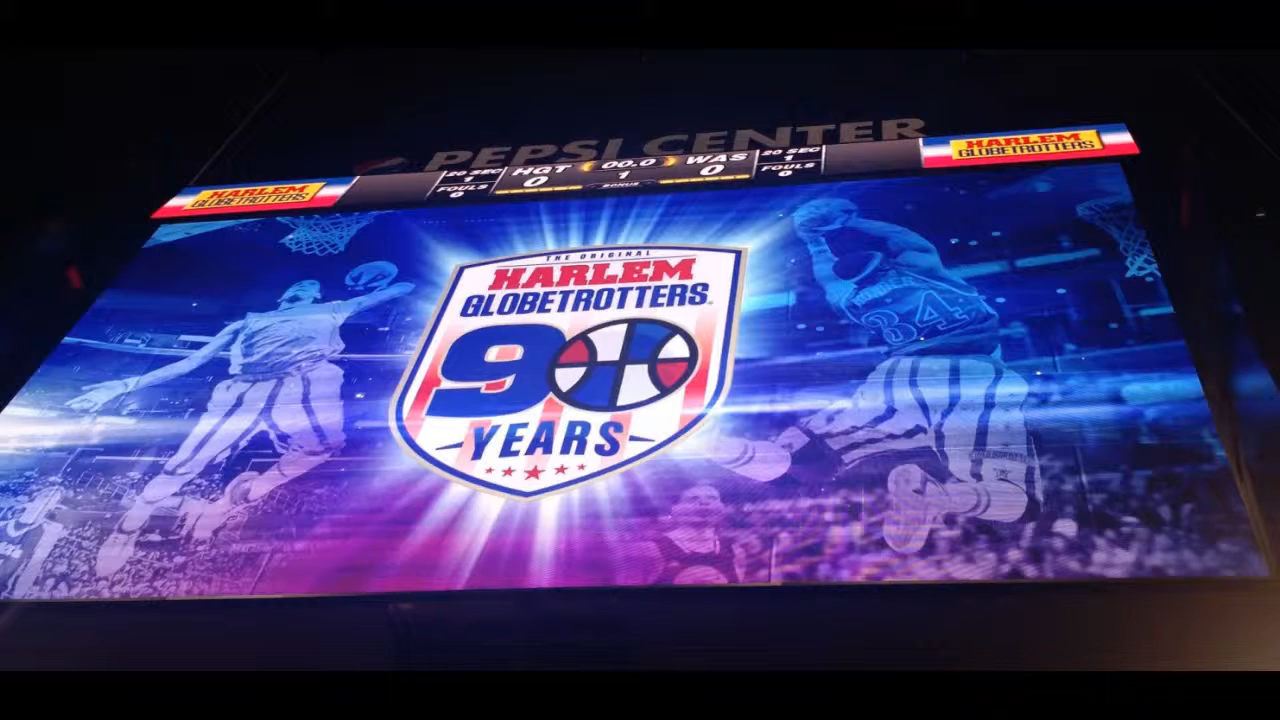 PEPSI CENTER
HARLEM
GLOBETROTTERS
20 SEC
1
FOULS
0
HGT
0
00.0
1
BONUS
WAS
0
20 SEC
1
FOULS
0
HARLEM
GLOBETROTTERS
THE ORIGINAL
HARLEM
GLOBETROTTERS
90
YEARS
34